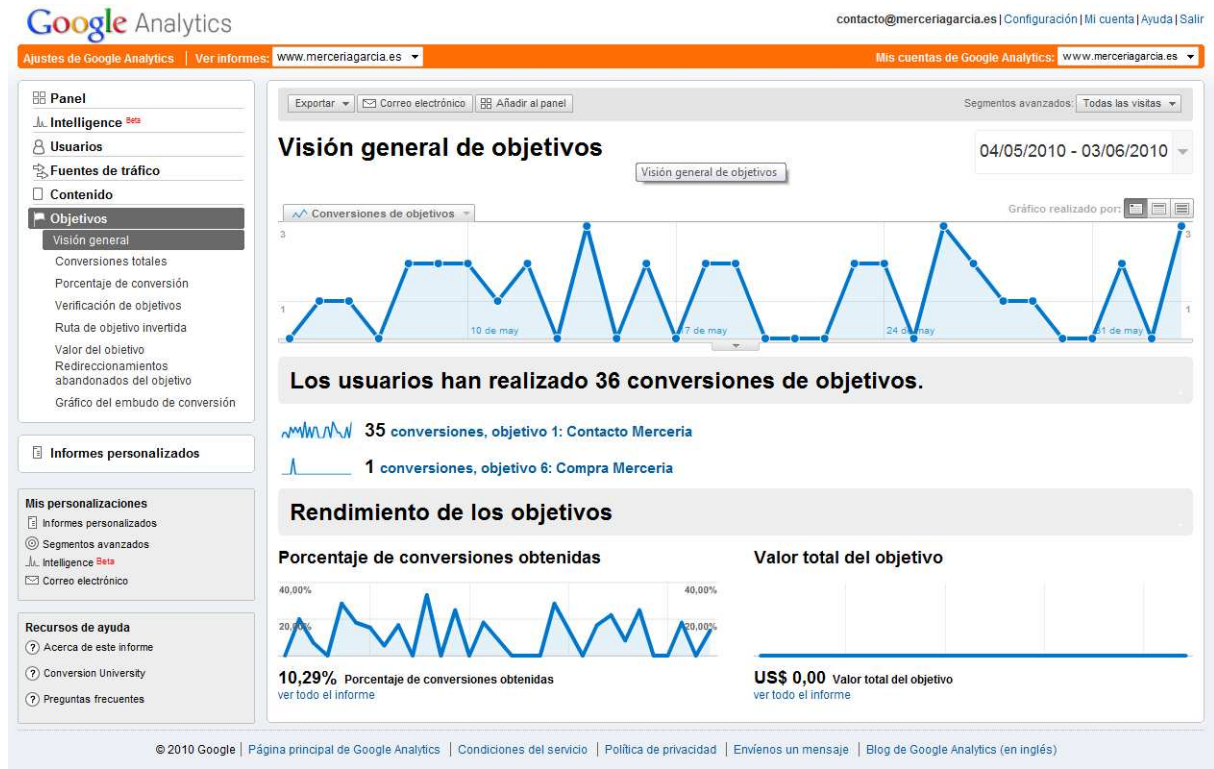 Google Analytics
contacto@merceriagarcia.es | Configuración | Mi cuenta | Ayuda | Salir
Ajustes de Google Analytics | Ver informes: www.merceriagarcia.es
Mis cuentas de Google Analytics: www.merceriagarcia.es
Panel
Intelligence Beta
Usuarios
Fuentes de tráfico
Contenido
Objetivos
Visión general
Conversiones totales
Porcentaje de conversión
Verificación de objetivos
Ruta de objetivo invertida
Valor del objetivo
Redireccionamientos
abandonados del objetivo
Gráfico del embudo de conversión
Informes personalizados
Mis personalizaciones
Informes personalizados
Segmentos avanzados
Intelligence Beta
Correo electrónico
Recursos de ayuda
Acerca de este informe
Conversion University
Preguntas frecuentes
Exportar Correo electrónico Añadir al panel
Segmentos avanzados: Todas las visitas
Visión general de objetivos
04/05/2010 - 03/06/2010
Visión general de objetivos
Conversiones de objetivos
Gráfico realizado por:
3 3
1 1
10 de may 17 de may 24 de may 31 de may
Los usuarios han realizado 36 conversiones de objetivos.
35 conversiones, objetivo 1: Contacto Merceria
1 conversiones, objetivo 6: Compra Merceria
Rendimiento de los objetivos
Porcentaje de conversiones obtenidas
40,00% 40,00%
20,00% 20,00%
10,29% Porcentaje de conversiones obtenidas
ver todo el informe
Valor total del objetivo
US$ 0,00 Valor total del objetivo
ver todo el informe
© 2010 Google | Página principal de Google Analytics | Condiciones del servicio | Política de privacidad | Envíenos un mensaje | Blog de Google Analytics (en inglés)